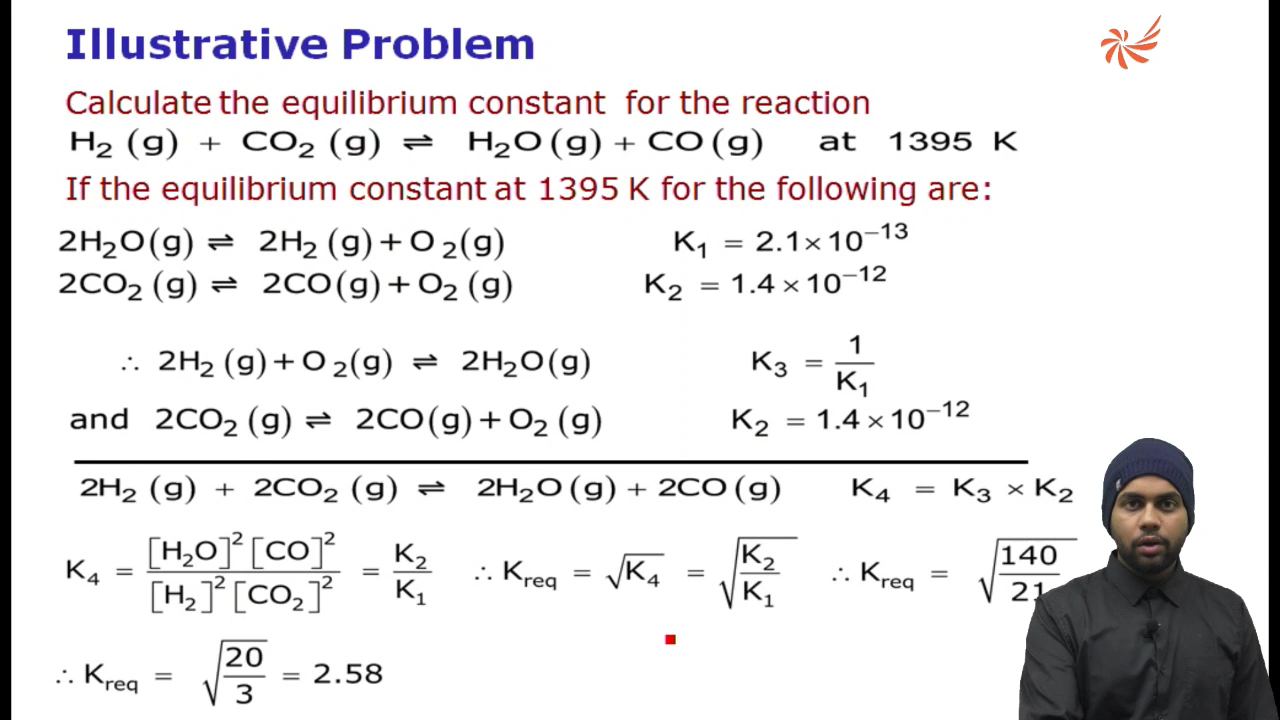 Illustrative Problem
Calculate the equilibrium constant for the reaction
H₂ (g) + CO₂ (g) ⇌ H₂O (g) + CO (g) at 1395 K
If the equilibrium constant at 1395 K for the following are:
2H₂O(g) ⇌ 2H₂ (g) + O₂(g) K₁ = 2.1 × 10⁻¹³
2CO₂ (g) ⇌ 2CO(g) + O₂ (g) K₂ = 1.4 × 10⁻¹²
∴ 2H₂ (g) + O₂(g) ⇌ 2H₂O(g) K₃ = 1/K₁
and 2CO₂ (g) ⇌ 2CO(g) + O₂ (g) K₂ = 1.4 × 10⁻¹²
2H₂ (g) + 2CO₂ (g) ⇌ 2H₂O (g) + 2CO (g) K₄ = K₃ × K₂
K₄ = [H₂O]² [CO]² / [H₂]² [CO₂]² = K₂/K₁ ∴ K_req = √K₄ = √(K₂/K₁) ∴ K_req = √(140/21)
∴ K_req = √(20/3) = 2.58